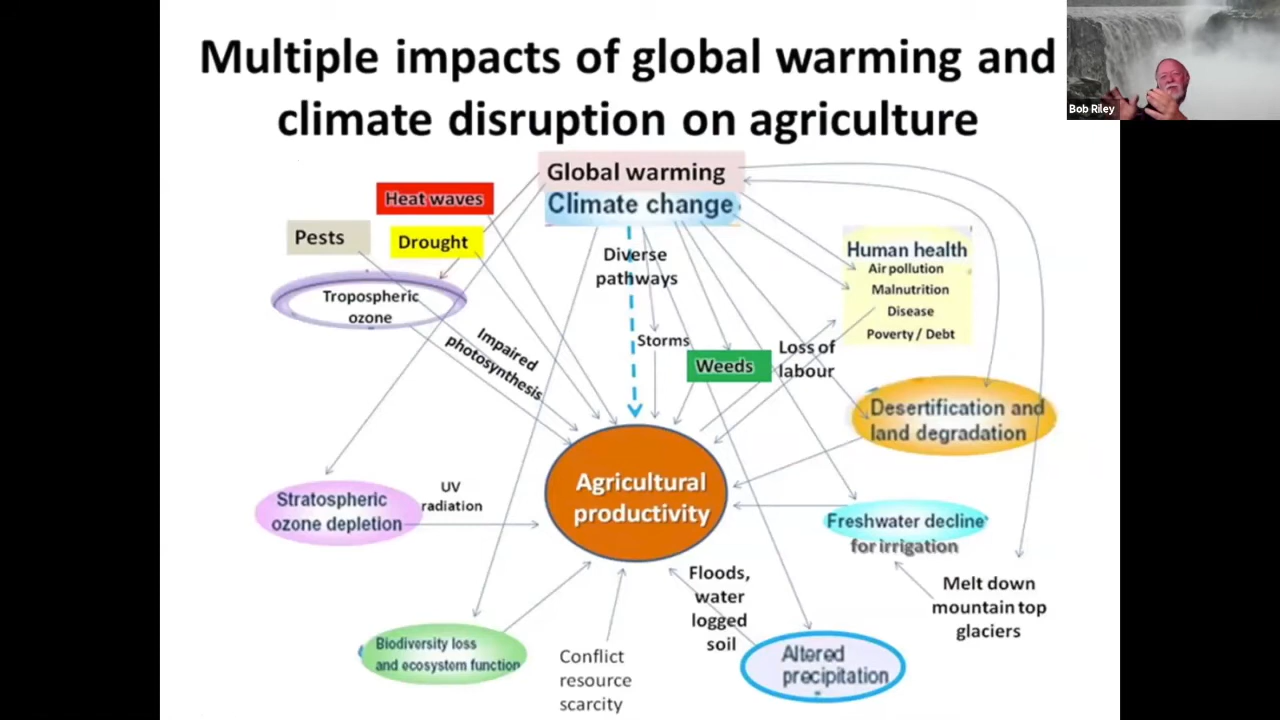 Multiple impacts of global warming and
climate disruption on agriculture
Bob Riley
Global warming
Climate change
Heat waves
Pests
Drought
Tropospheric
ozone
Diverse
pathways
Human health
Air pollution
Malnutrition
Disease
Poverty / Debt
Impaired
photosynthesis
Storms
Weeds
Loss of
labour
Desertification and
land degradation
Agricultural
productivity
Stratospheric
ozone depletion
UV
radiation
Freshwater decline
for irrigation
Melt down
mountain top
glaciers
Floods,
water
logged
soil
Biodiversity loss
and ecosystem function
Conflict
resource
scarcity
Altered
precipitation